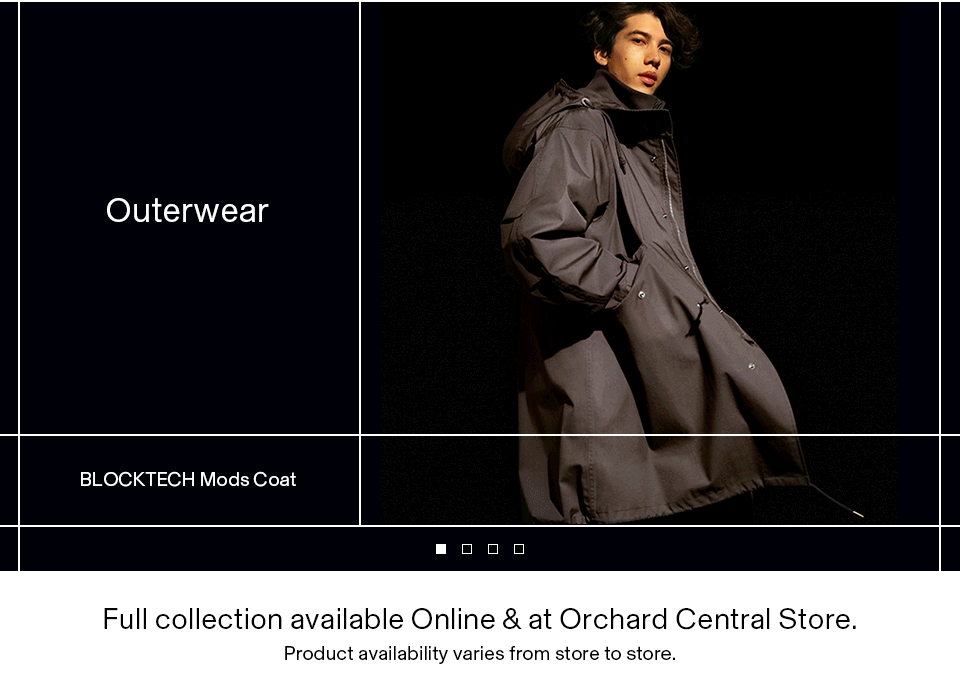 Outerwear
BLOCKTECH Mods Coat
Full collection available Online & at Orchard Central Store.
Product availability varies from store to store.